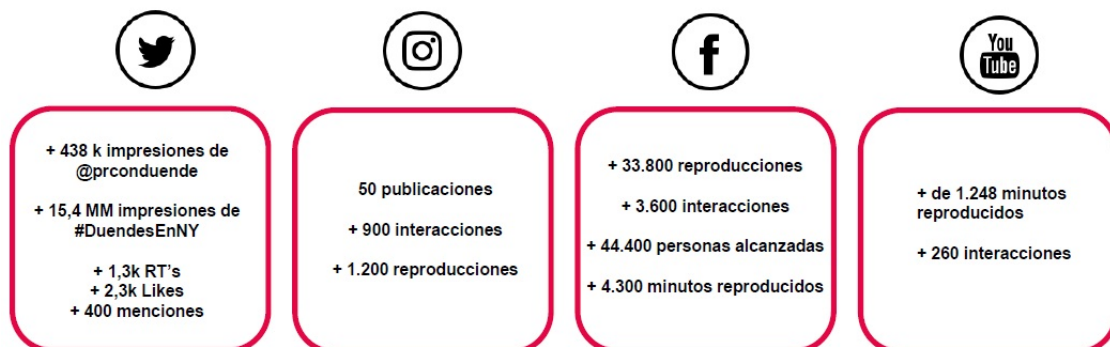 You
Tube
+ 438 k impresiones de
@prconduende
+ 15,4 MM impresiones de
#DuendesEnNY
+ 1,3k RT's
+ 2,3k Likes
+ 400 menciones
50 publicaciones
+ 900 interacciones
+ 1.200 reproducciones
+ 33.800 reproducciones
+ 3.600 interacciones
+ 44.400 personas alcanzadas
+ 4.300 minutos reproducidos
+ de 1.248 minutos
reproducidos
+ 260 interacciones